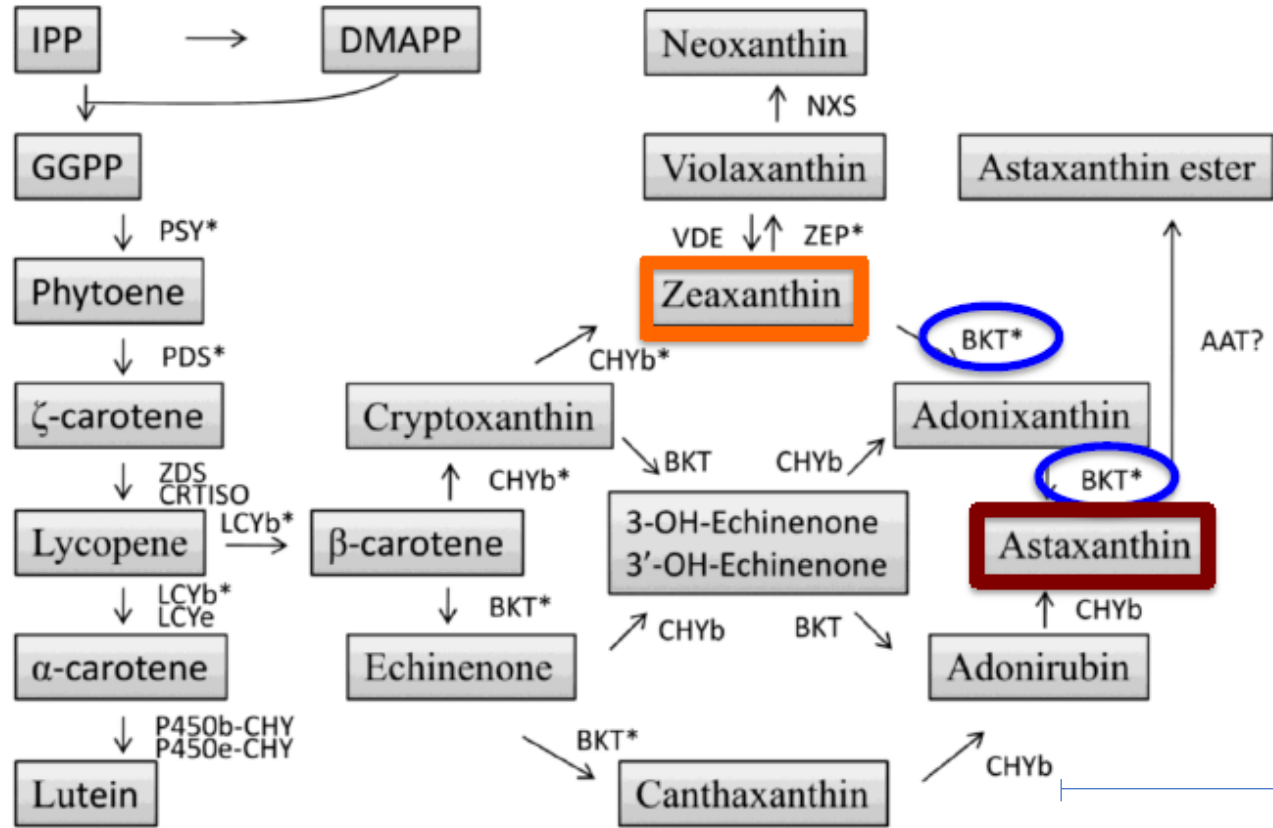 IPP
DMAPP
GGPP
PSY*
Phytoene
PDS*
ζ-carotene
ZDS
CRTISO
Lycopene
LCYb*
LCYb*
LCYe
α-carotene
P450b-CHY
P450e-CHY
Lutein
β-carotene
CHYb*
Cryptoxanthin
CHYb*
BKT*
Echinenone
BKT*
Canthaxanthin
Neoxanthin
NXS
Violaxanthin
VDE
ZEP*
Zeaxanthin
BKT
CHYb
3-OH-Echinenone
3’-OH-Echinenone
CHYb
BKT
BKT*
Adonixanthin
BKT*
Astaxanthin
CHYb
Adonirubin
CHYb
Astaxanthin ester
AAT?